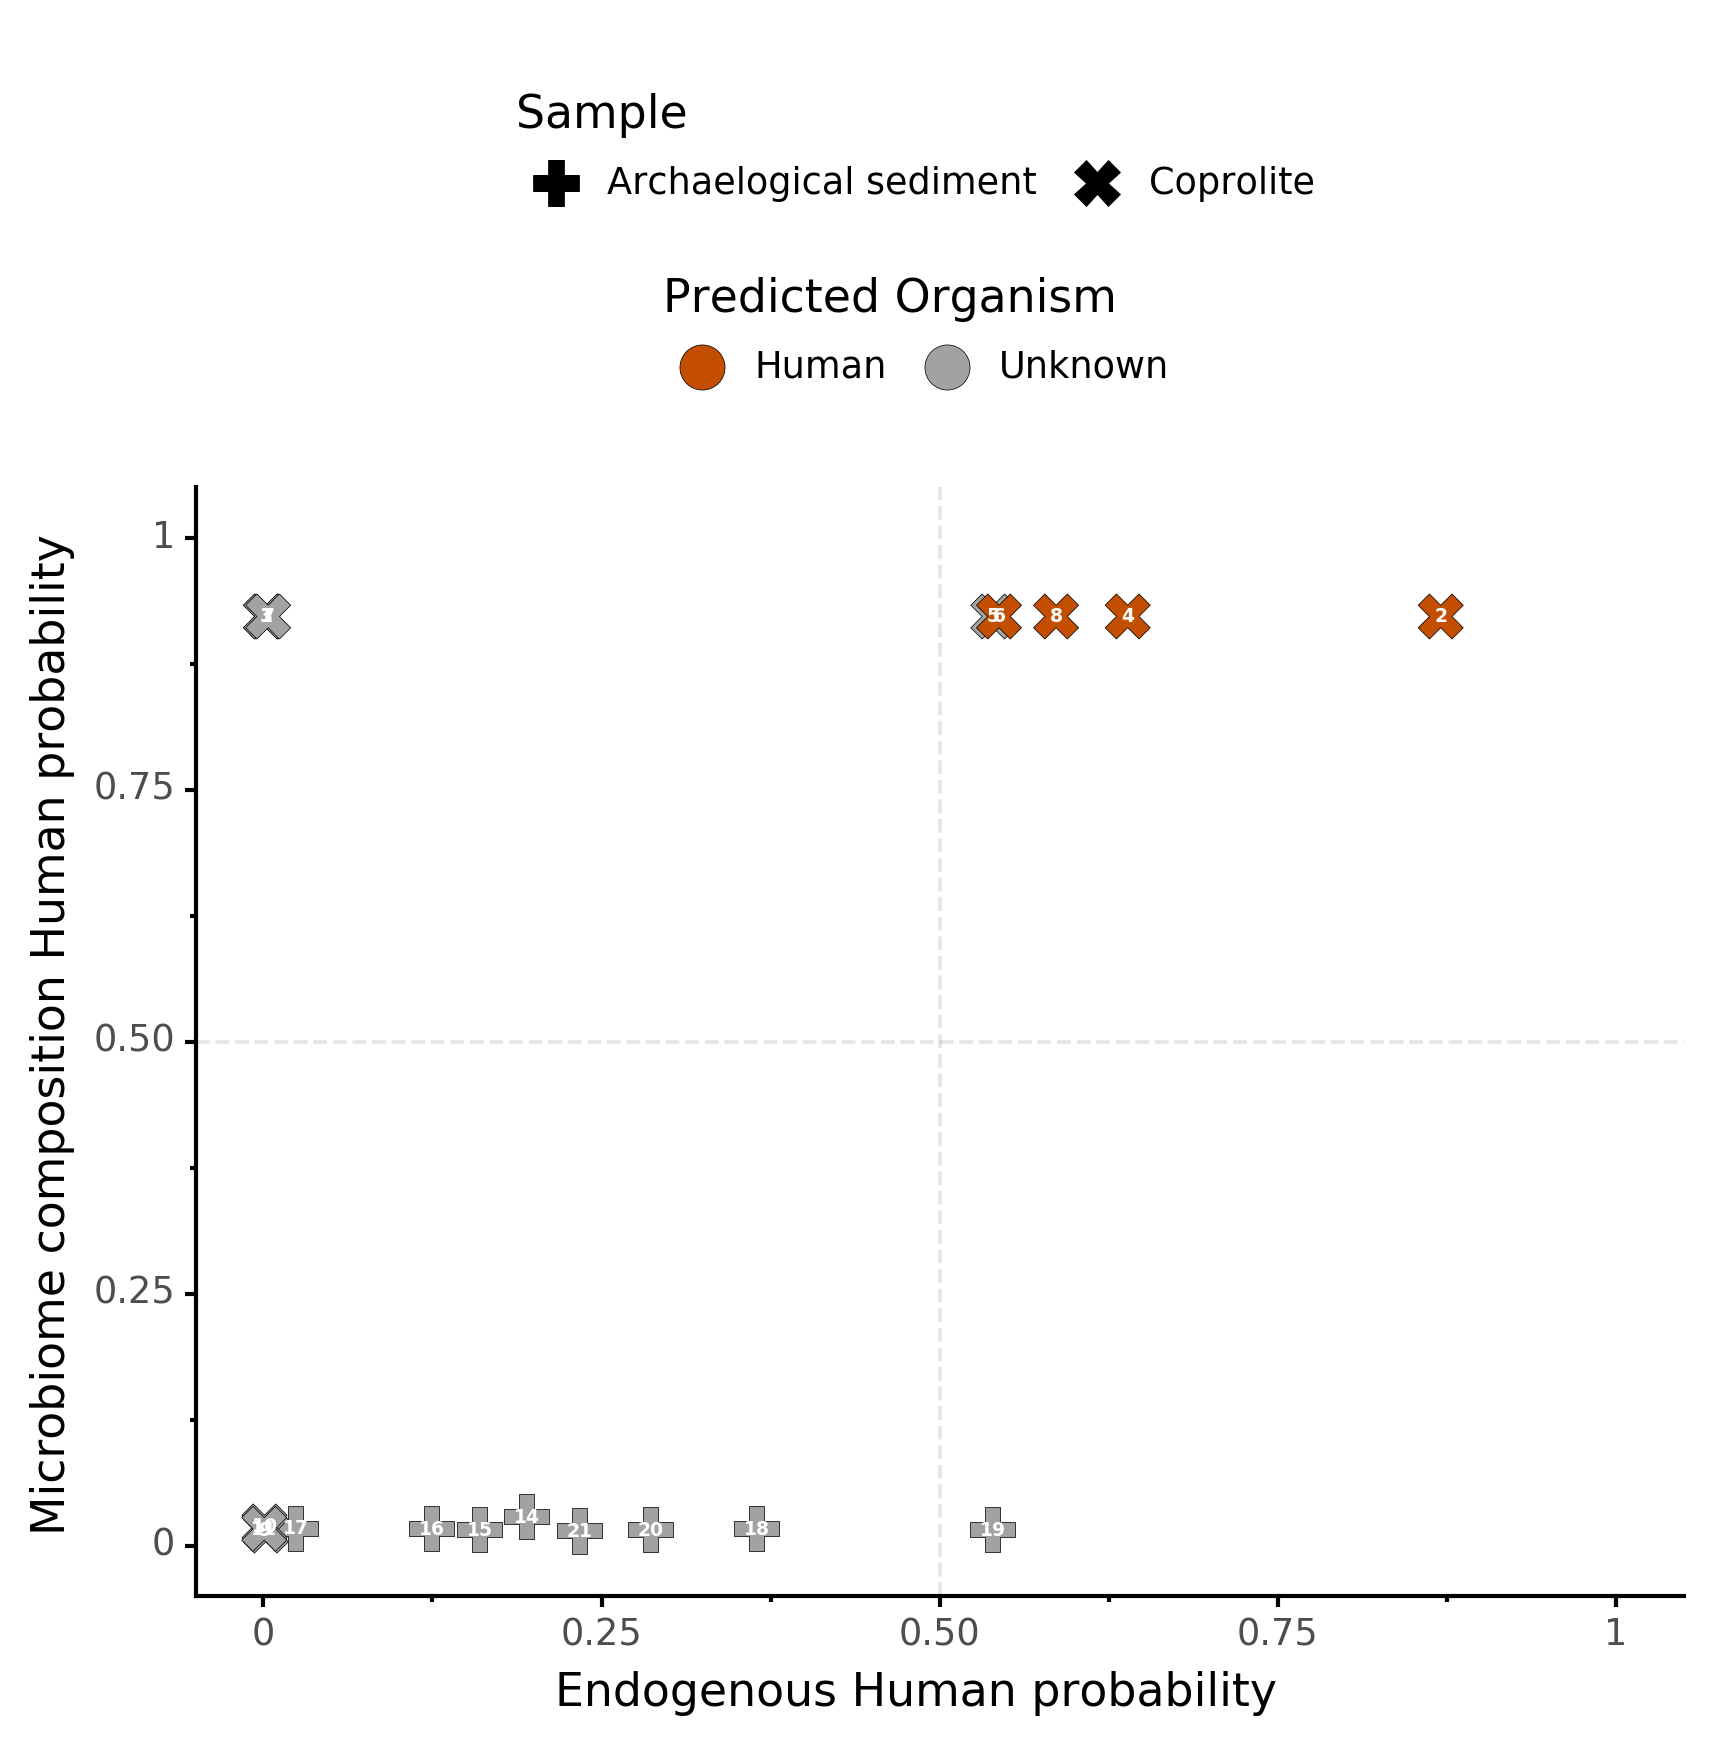 Sample
Archaelogical sediment Coprolite
Predicted Organism
Human Unknown
Microbiome composition Human probability
1
0.75
0.50
0.25
0
5 6 8 4 2
17 16 15 14 21 20 18 19
0 0.25 0.50 0.75 1
Endogenous Human probability